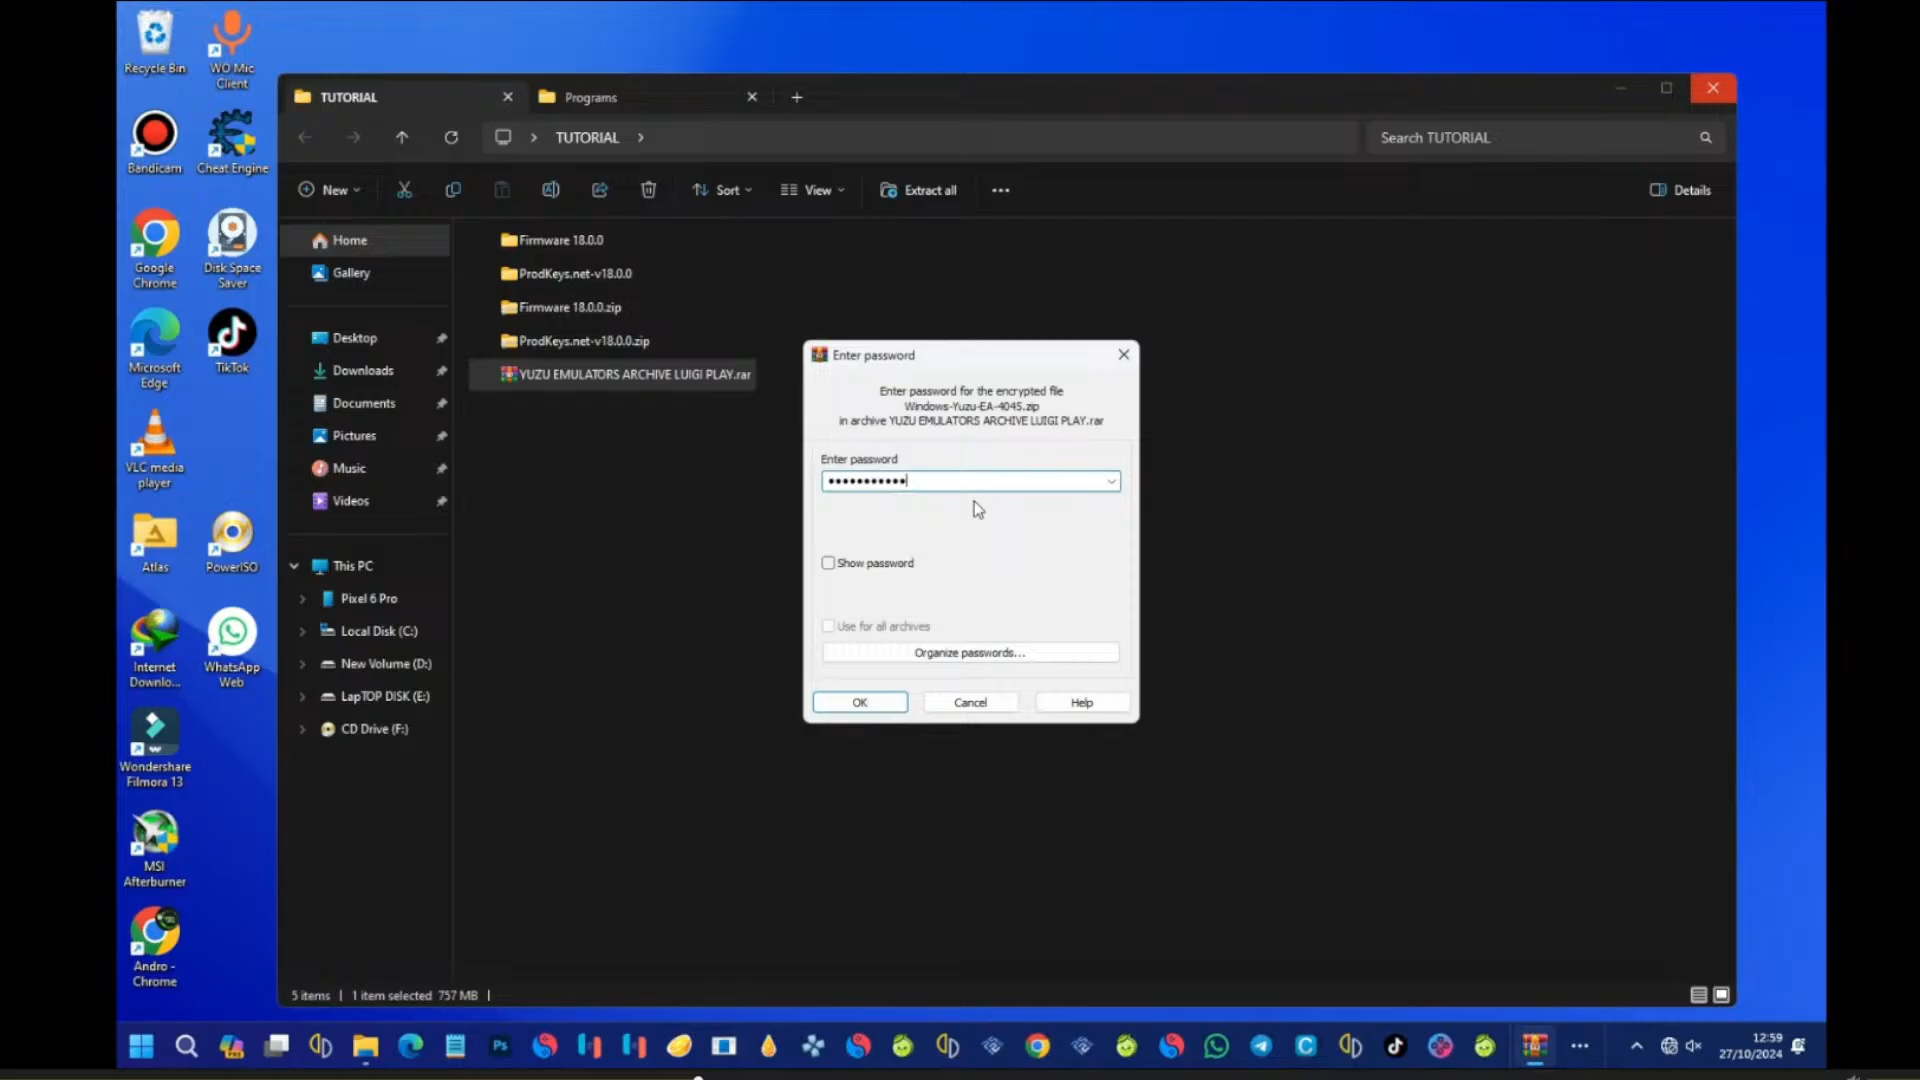 Recycle Bin
WO Mic
Client
Bandicam
Cheat Engine
Google
Chrome
Disk Space
Saver
Microsoft
Edge
TikTok
VLC media
player
Atlas
PowerISO
Internet
Downlo...
WhatsApp
Web
Wondershare
Filmora 13
MSI
Afterburner
Andro -
Chrome
TUTORIAL
Programs
TUTORIAL
Search TUTORIAL
New
Sort
View
Extract all
Details
Home
Gallery
Desktop
Downloads
Documents
Pictures
Music
Videos
This PC
Pixel 6 Pro
Local Disk (C:)
New Volume (D:)
LapTOP DISK (E:)
CD Drive (F:)
Firmware 18.0.0
ProdKeys.net-v18.0.0
Firmware 18.0.0.zip
ProdKeys.net-v18.0.0.zip
YUZU EMULATORS ARCHIVE LUIGI PLAY.rar
Enter password
Enter password for the encrypted file
Windows-Yuzu-EA-4045.zip
in archive YUZU EMULATORS ARCHIVE LUIGI PLAY.rar
Enter password
•••••••••••
Show password
Use for all archives
Organize passwords...
OK
Cancel
Help
5 items | 1 item selected 757 MB |
Ps
12:59
27/10/2024